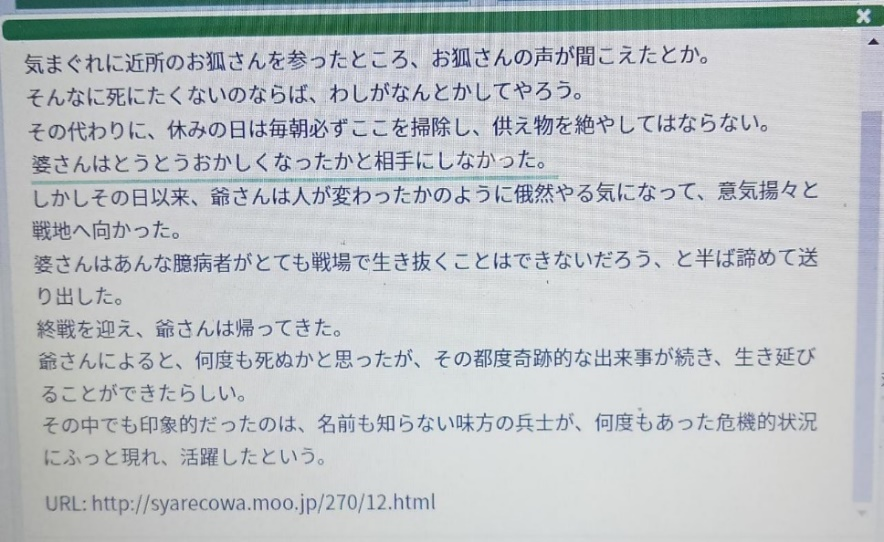 気まぐれに近所のお狐さんを参ったところ、お狐さんの声が聞こえたとか。
そんなに死にたくないのならば、わしがなんとかしてやろう。
その代わりに、休みの日は毎朝必ずここを掃除し、供え物を絶やしてはならない。
婆さんはとうとうおかしくなったかと相手にしなかった。
しかしその日以来、爺さんは人が変わったかのように俄然やる気になって、意気揚々と
戦地へ向かった。
婆さんはあんな臆病者がとても戦場で生き抜くことはできないだろう、と半ば諦めて送
り出した。
終戦を迎え、爺さんは帰ってきた。
爺さんによると、何度も死ぬかと思ったが、その都度奇跡的な出来事が続き、生き延び
ることができたらしい。
その中でも印象的だったのは、名前も知らない味方の兵士が、何度もあった危機的状況
にふっと現れ、活躍したという。
URL: http://syarecowa.moo.jp/270/12.html